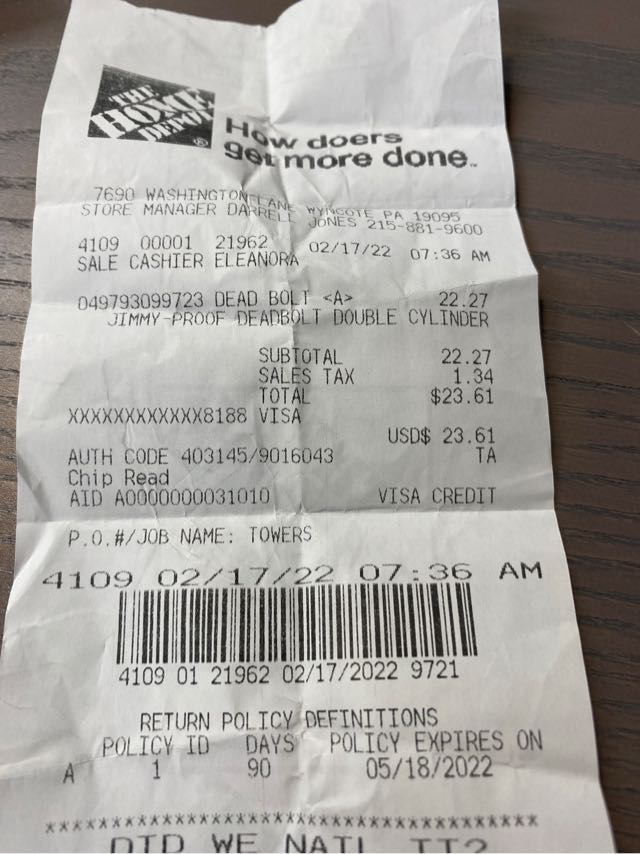 THE
HOME
DEPOT®
How doers
get more done™
7690 WASHINGTON LANE WYNCOTE PA 19095
STORE MANAGER DARRELL JONES 215-881-9600
4109 00001 21962 02/17/22 07:36 AM
SALE CASHIER ELEANORA
049793099723 DEAD BOLT <A> 22.27
JIMMY-PROOF DEADBOLT DOUBLE CYLINDER
SUBTOTAL 22.27
SALES TAX 1.34
TOTAL $23.61
XXXXXXXXXXXX8188 VISA
USD$ 23.61
AUTH CODE 403145/9016043 TA
Chip Read
AID A0000000031010 VISA CREDIT
P.O.#/JOB NAME: TOWERS
4109 02/17/22 07:36 AM
4109 01 21962 02/17/2022 9721
RETURN POLICY DEFINITIONS
POLICY ID DAYS POLICY EXPIRES ON
A 1 90 05/18/2022
**************************************
DID WE NAIL IT?